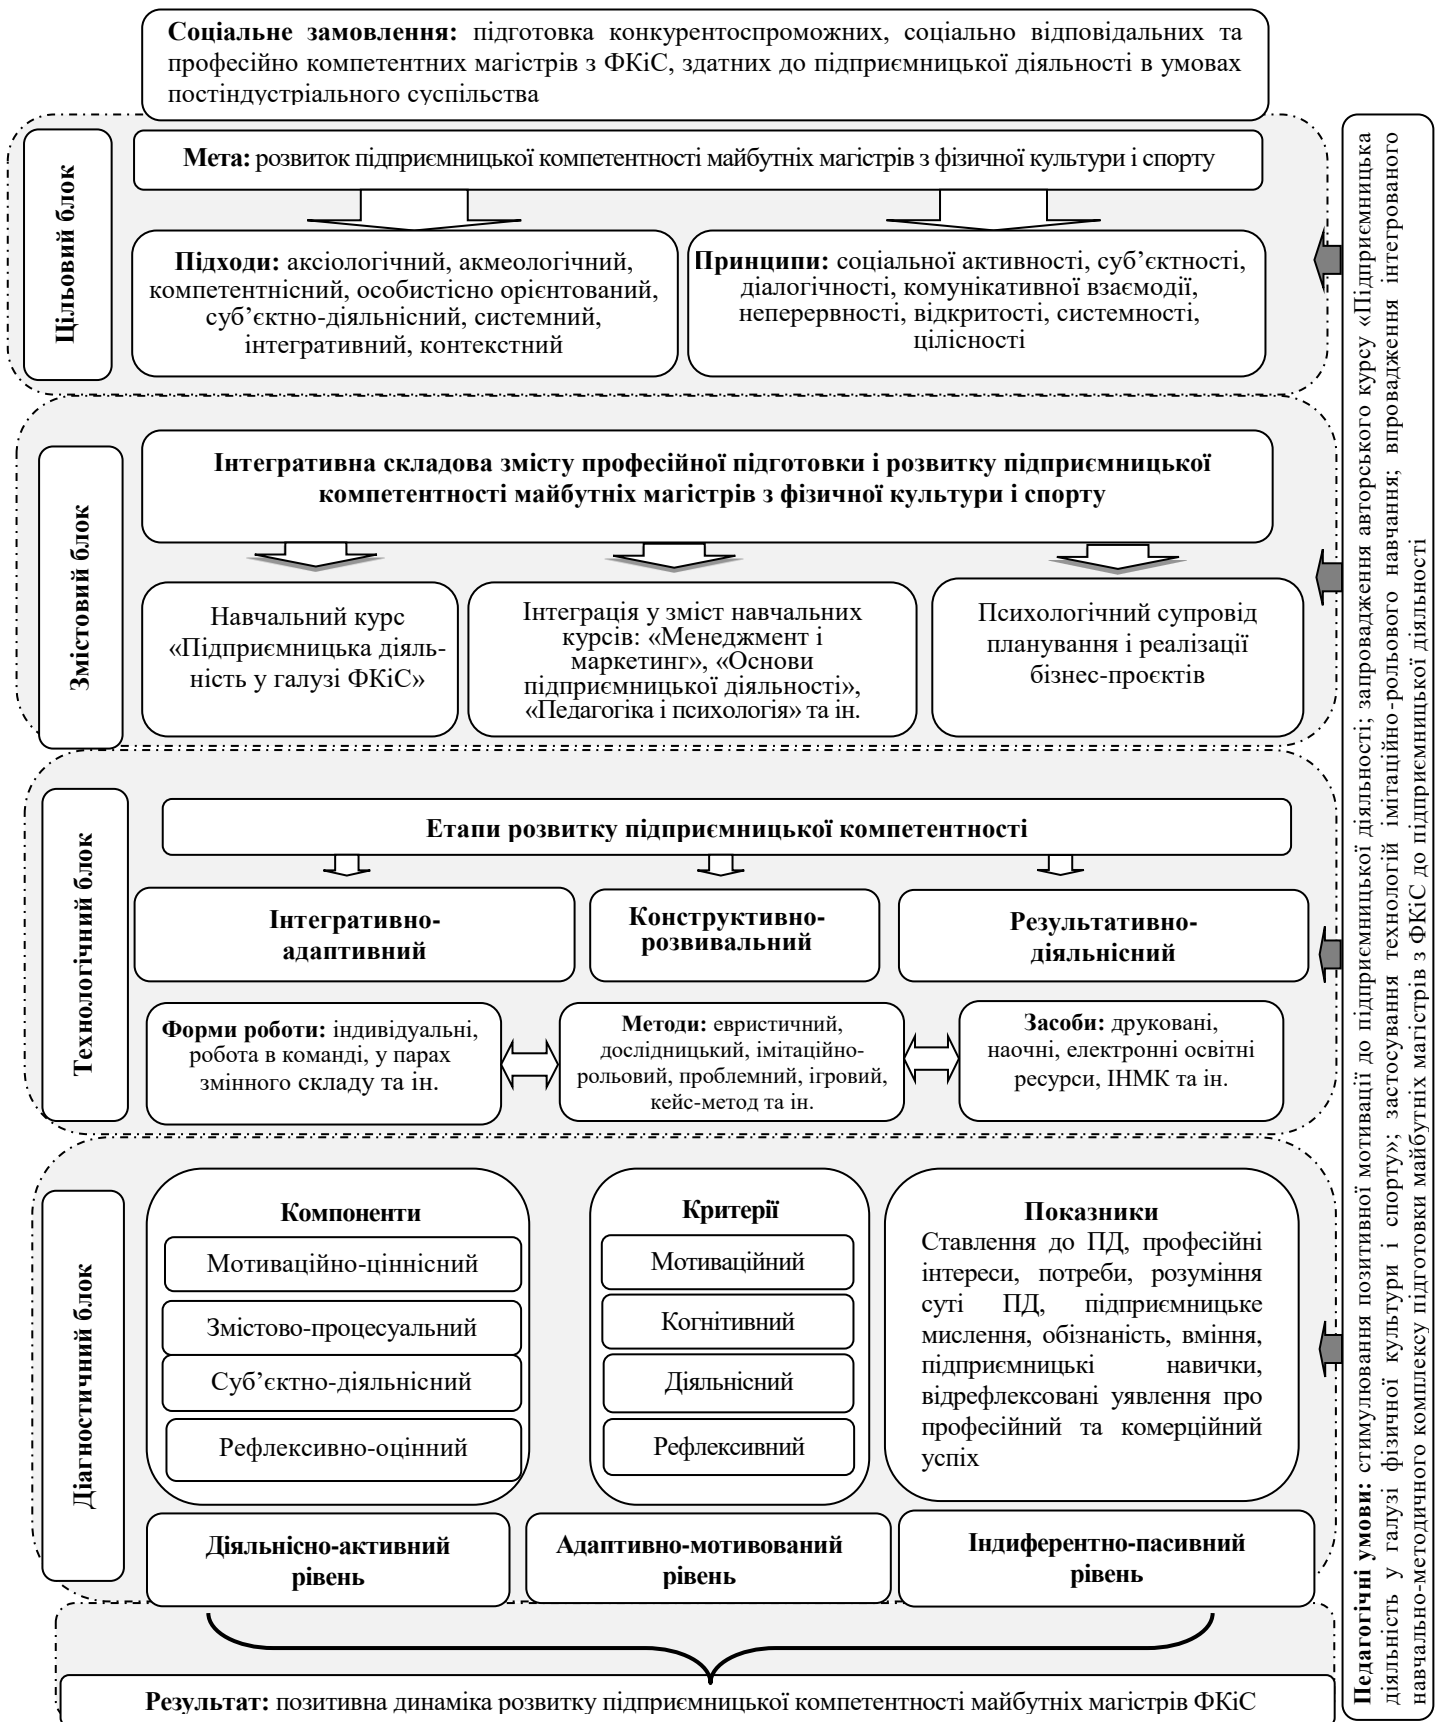 Соціальне замовлення: підготовка конкурентоспроможних, соціально відповідальних та
професійно компетентних магістрів з ФКіС, здатних до підприємницької діяльності в умовах
постіндустріального суспільства
Цільовий блок
Мета: розвиток підприємницької компетентності майбутніх магістрів з фізичної культури і спорту
Підходи: аксіологічний, акмеологічний,
компетентнісний, особистісно орієнтований,
суб’єктно-діяльнісний, системний,
інтегративний, контекстний
Принципи: соціальної активності, суб’єктності,
діалогічності, комунікативної взаємодії,
неперервності, відкритості, системності,
цілісності
Змістовий блок
Інтегративна складова змісту професійної підготовки і розвитку підприємницької
компетентності майбутніх магістрів з фізичної культури і спорту
Навчальний курс
«Підприємницька діяль-
ність у галузі ФКіС»
Інтеграція у зміст навчальних
курсів: «Менеджмент і
маркетинг», «Основи
підприємницької діяльності»,
«Педагогіка і психологія» та ін.
Психологічний супровід
планування і реалізації
бізнес-проєктів
Технологічний блок
Етапи розвитку підприємницької компетентності
Інтегративно-
адаптивний
Конструктивно-
розвивальний
Результативно-
діяльнісний
Форми роботи: індивідуальні,
робота в команді, у парах
змінного складу та ін.
Методи: евристичний,
дослідницький, імітаційно-
рольовий, проблемний, ігровий,
кейс-метод та ін.
Засоби: друковані,
наочні, електронні освітні
ресурси, ІНМК та ін.
Діагностичний блок
Компоненти
Мотиваційно-ціннісний
Змістово-процесуальний
Суб’єктно-діяльнісний
Рефлексивно-оцінний
Критерії
Мотиваційний
Когнітивний
Діяльнісний
Рефлексивний
Показники
Ставлення до ПД, професійні
інтереси, потреби, розуміння
суті ПД, підприємницьке
мислення, обізнаність, вміння,
підприємницькі навички,
відрефлексовані уявлення про
професійний та комерційний
успіх
Діяльнісно-активний
рівень
Адаптивно-мотивований
рівень
Індиферентно-пасивний
рівень
Результат: позитивна динаміка розвитку підприємницької компетентності майбутніх магістрів ФКіС
Педагогічні умови: стимулювання позитивної мотивації до підприємницької діяльності; запровадження авторського курсу «Підприємницька
діяльність у галузі фізичної культури і спорту»; застосування технологій імітаційно-рольового навчання; впровадження інтегрованого
навчально-методичного комплексу підготовки майбутніх магістрів з ФКіС до підприємницької діяльності